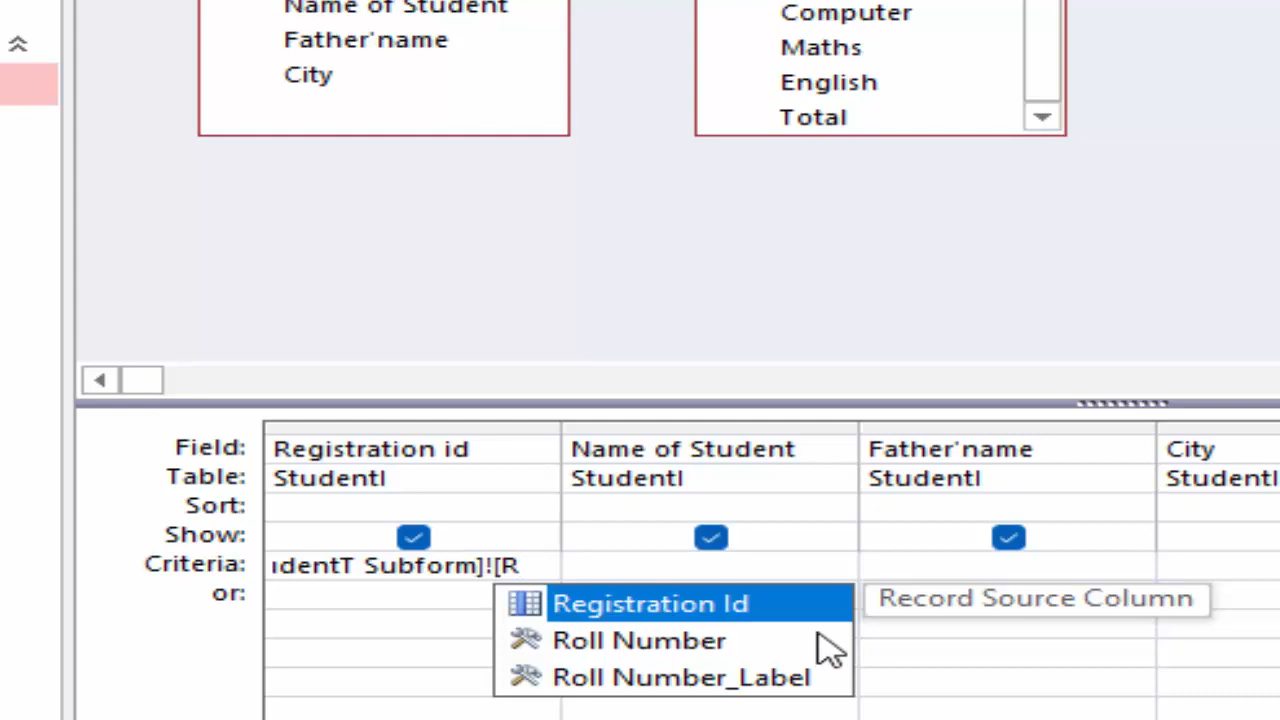 Name of Student
Father'name
City
Computer
Maths
English
Total
Field: Registration id Name of Student Father'name City
Table: StudentI StudentI StudentI StudentI
Sort:
Show:
Criteria: identT Subform]![R
or:
Registration Id
Record Source Column
Roll Number
Roll Number_Label